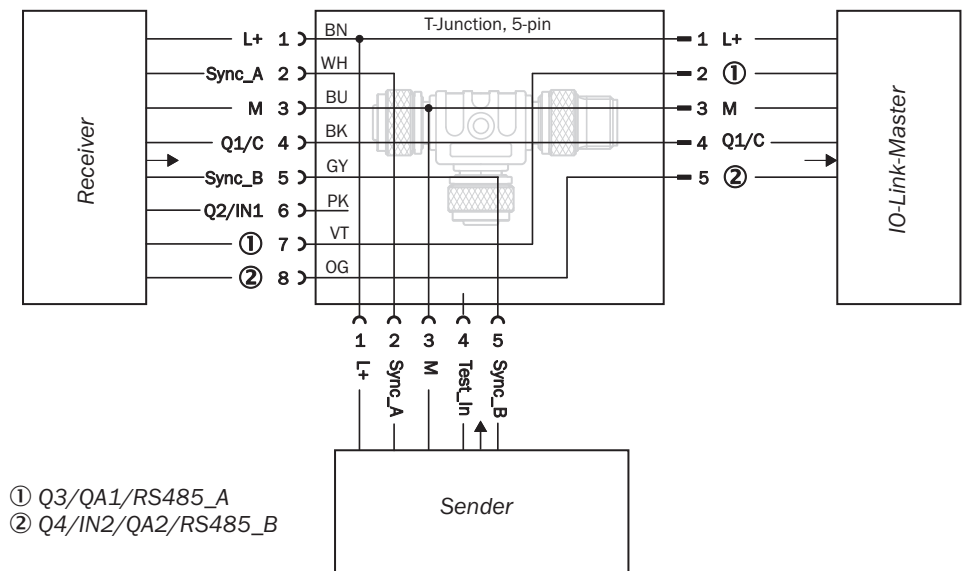 T-Junction, 5-pin
Receiver
L+ 1 BN
Sync_A 2 WH
M 3 BU
Q1/C 4 BK
Sync_B 5 GY
Q2/IN1 6 PK
① 7 VT
② 8 OG
1 L+
2 ①
3 M
4 Q1/C
5 ②
IO-Link-Master
1 2 3 4 5
L+ Sync_A M Test_In Sync_B
Sender
① Q3/QA1/RS485_A
② Q4/IN2/QA2/RS485_B